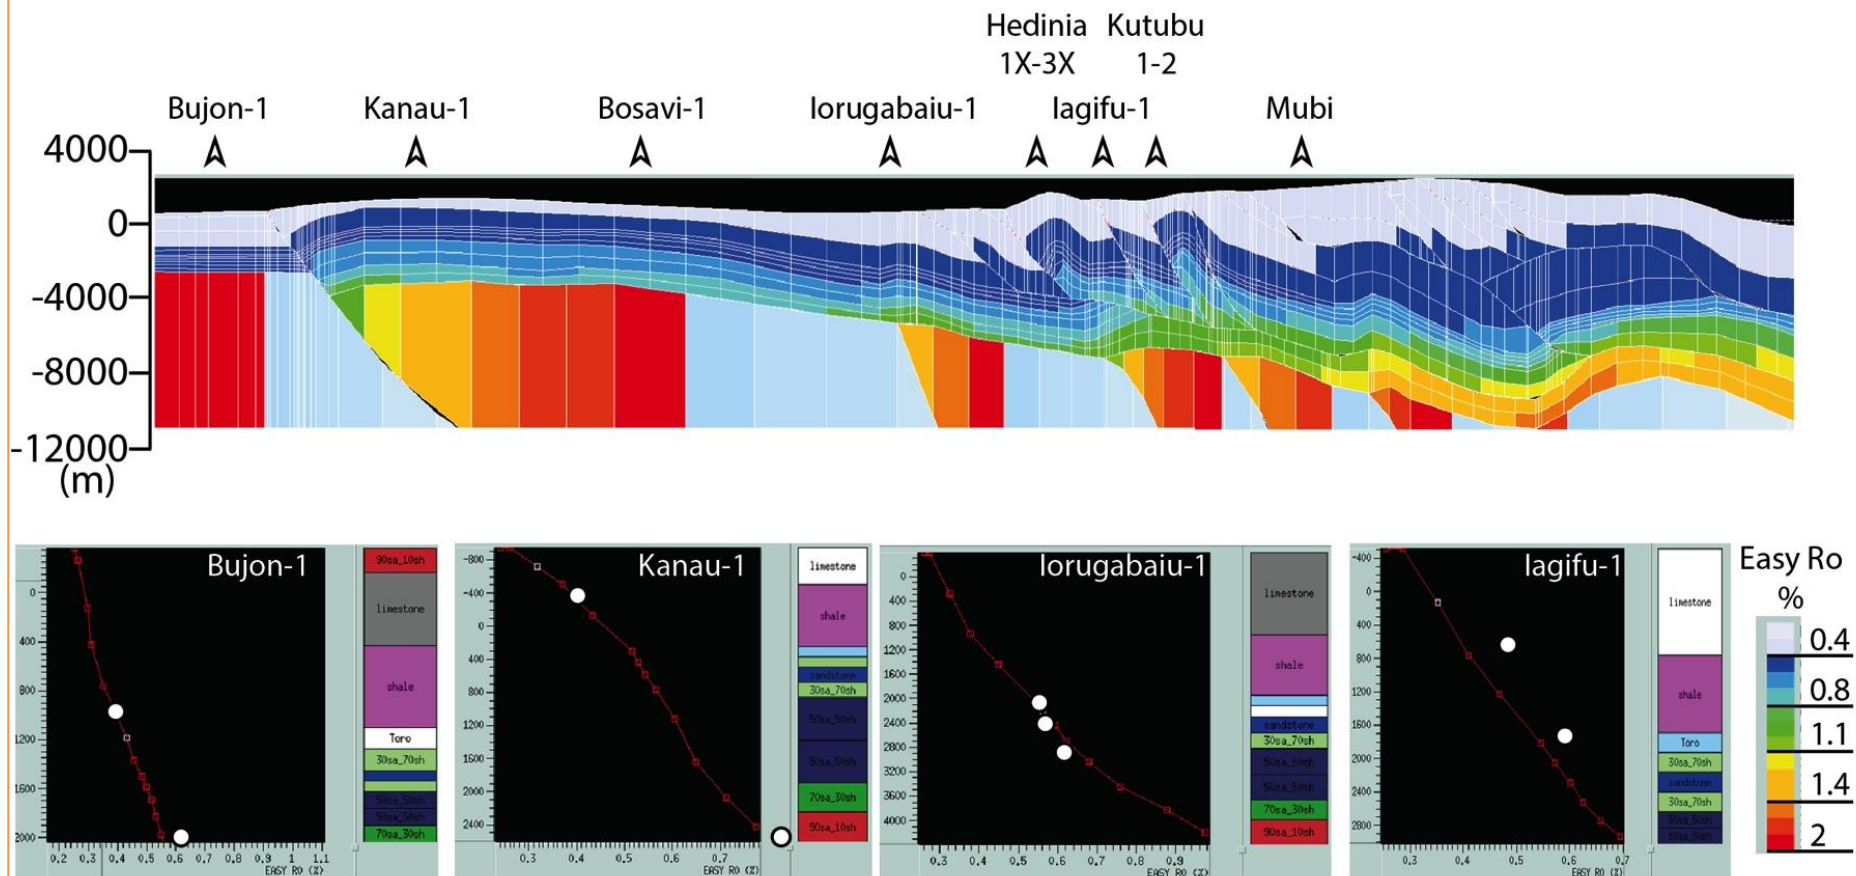 Hedinia Kutubu
1X-3X 1-2
Bujon-1 Kanau-1 Bosavi-1 Iorugabaiu-1 Iagifu-1 Mubi
4000
0
-4000
-8000
-12000
(m)
Bujon-1
0
400
800
1200
1600
2000
0.2 0.3 0.4 0.5 0.6 0.7 0.8 0.9 1 1.1
EASY RO (%)
90sa_10sh
limestone
shale
Toro
30sa_70sh
50sa_50sh
50sa_50sh
70sa_30sh
Kanau-1
-800
-400
0
400
800
1200
1600
2000
2400
0.3 0.4 0.5 0.6 0.7
EASY RO (%)
limestone
shale
sandstone
30sa_70sh
50sa_50sh
50sa_50sh
70sa_30sh
90sa_10sh
Iorugabaiu-1
0
400
800
1200
1600
2000
2400
2800
3200
3600
4000
0.3 0.4 0.5 0.6 0.7 0.8 0.9
EASY RO (%)
limestone
shale
sandstone
30sa_70sh
50sa_50sh
50sa_50sh
70sa_30sh
90sa_10sh
Iagifu-1
-400
0
400
800
1200
1600
2000
2400
2800
0.3 0.4 0.5 0.6 0.7
EASY RO (%)
limestone
shale
Toro
30sa_70sh
sandstone
30sa_70sh
50sa_50sh
50sa_50sh
Easy Ro
%
0.4
0.8
1.1
1.4
2